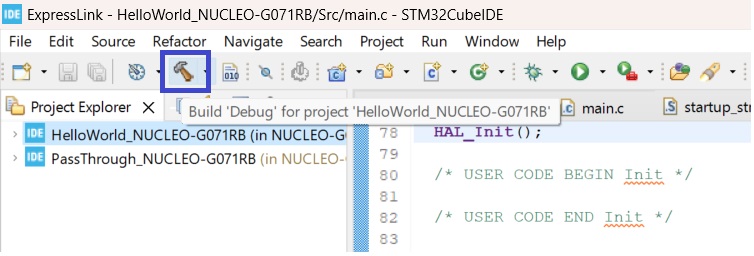 IDE ExpressLink - HelloWorld_NUCLEO-G071RB/Src/main.c - STM32CubeIDE
File Edit Source Refactor Navigate Search Project Run Window Help
010
Project Explorer
Build 'Debug' for project 'HelloWorld_NUCLEO-G071RB'
main.c
startup_st
IDE HelloWorld_NUCLEO-G071RB (in NUCLEO-G
IDE PassThrough_NUCLEO-G071RB (in NUCLEO-
78 HAL_Init();
79
80 /* USER CODE BEGIN Init */
81
82 /* USER CODE END Init */
83